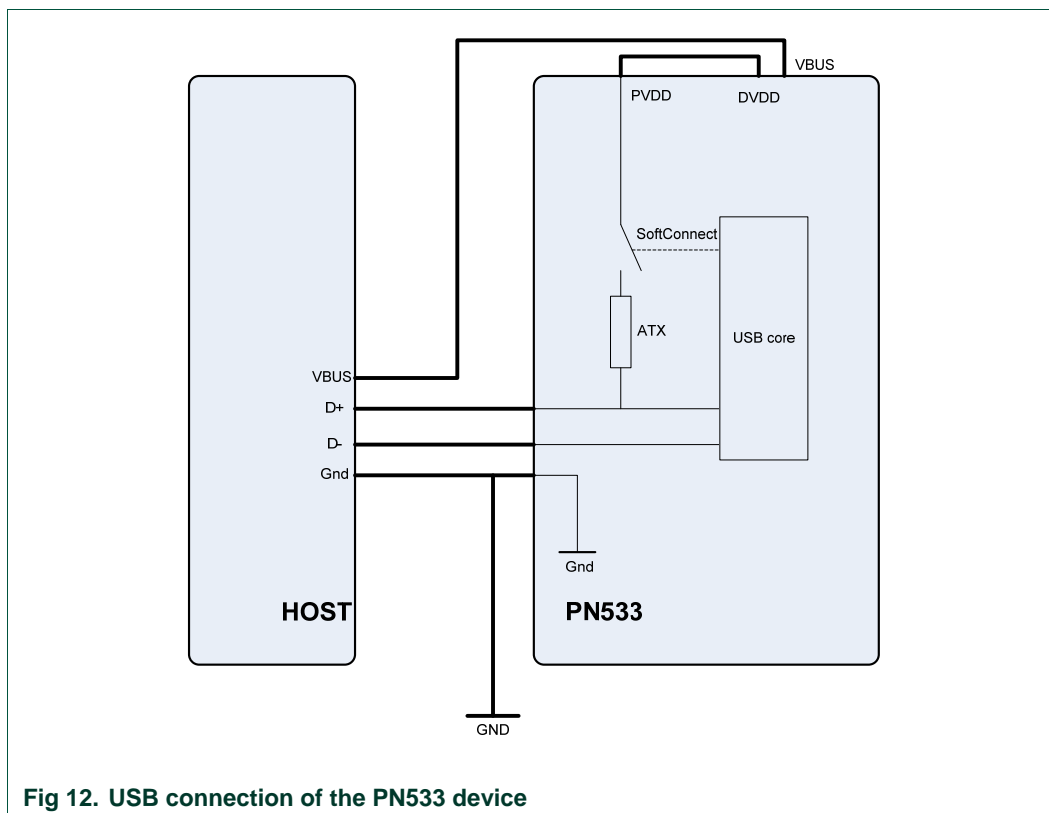 VBUS
PVDD
DVDD
SoftConnect
ATX
USB core
VBUS
D+
D-
Gnd
Gnd
HOST
PN533
GND
Fig 12. USB connection of the PN533 device